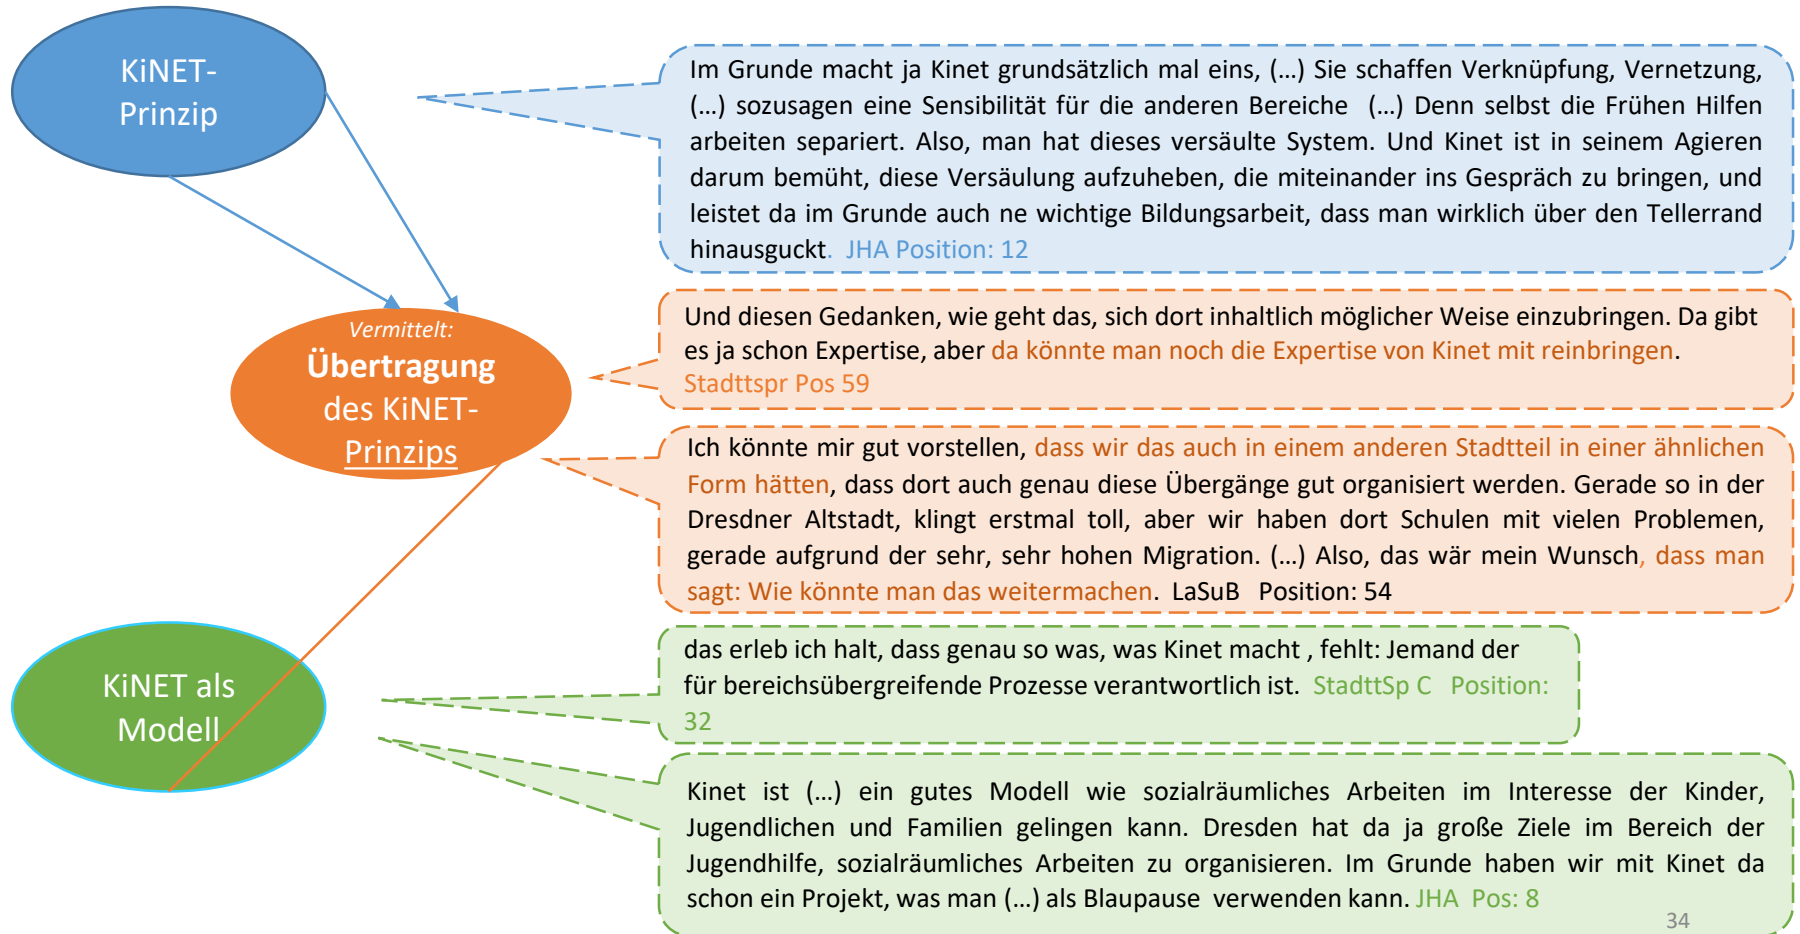 KiNET-
Prinzip
Im Grunde macht ja Kinet grundsätzlich mal eins, (…) Sie schaffen Verknüpfung, Vernetzung,
(…) sozusagen eine Sensibilität für die anderen Bereiche (…) Denn selbst die Frühen Hilfen
arbeiten separiert. Also, man hat dieses versäulte System. Und Kinet ist in seinem Agieren
darum bemüht, diese Versäulung aufzuheben, die miteinander ins Gespräch zu bringen, und
leistet da im Grunde auch ne wichtige Bildungsarbeit, dass man wirklich über den Tellerrand
hinausguckt. JHA Position: 12
Vermittelt:
Übertragung
des KiNET-
Prinzips
Und diesen Gedanken, wie geht das, sich dort inhaltlich möglicher Weise einzubringen. Da gibt
es ja schon Expertise, aber da könnte man noch die Expertise von Kinet mit reinbringen.
Stadttspr Pos 59
Ich könnte mir gut vorstellen, dass wir das auch in einem anderen Stadtteil in einer ähnlichen
Form hätten, dass dort auch genau diese Übergänge gut organisiert werden. Gerade so in der
Dresdner Altstadt, klingt erstmal toll, aber wir haben dort Schulen mit vielen Problemen,
gerade aufgrund der sehr, sehr hohen Migration. (…) Also, das wär mein Wunsch, dass man
sagt: Wie könnte man das weitermachen. LaSuB Position: 54
KiNET als
Modell
das erleb ich halt, dass genau so was, was Kinet macht , fehlt: Jemand der
für bereichsübergreifende Prozesse verantwortlich ist. StadttSp C Position:
32
Kinet ist (…) ein gutes Modell wie sozialräumliches Arbeiten im Interesse der Kinder,
Jugendlichen und Familien gelingen kann. Dresden hat da ja große Ziele im Bereich der
Jugendhilfe, sozialräumliches Arbeiten zu organisieren. Im Grunde haben wir mit Kinet da
schon ein Projekt, was man (…) als Blaupause verwenden kann. JHA Pos: 8
34